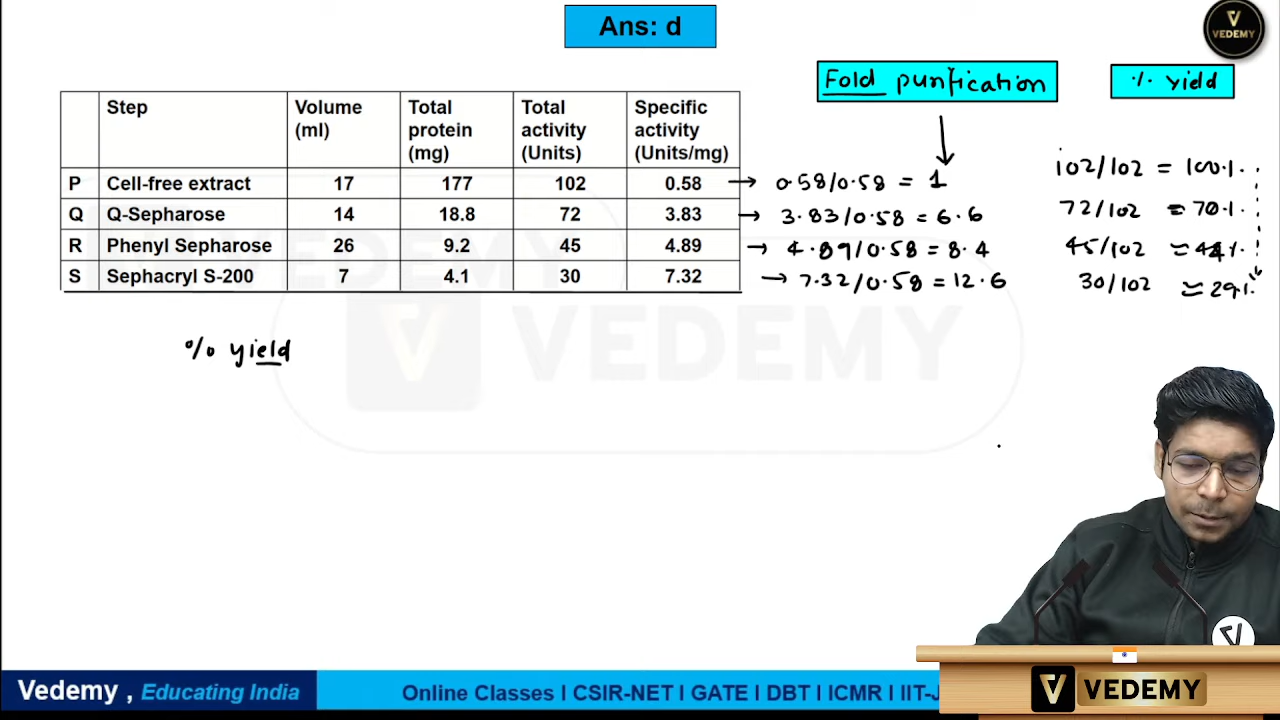 Ans: d
VEDEMY
Fold purification
% yield
Step Volume (ml) Total protein (mg) Total activity (Units) Specific activity (Units/mg)
P Cell-free extract 17 177 102 0.58 → 0.58/0.58 = 1 102/102 = 100%
Q Q-Sepharose 14 18.8 72 3.83 → 3.83/0.58 = 6.6 72/102 = 70%
R Phenyl Sepharose 26 9.2 45 4.89 → 4.89/0.58 = 8.4 45/102 ≈ 44%
S Sephacryl S-200 7 4.1 30 7.32 → 7.32/0.58 = 12.6 30/102 ≈ 29%
% yield
VEDEMY
Vedemy , Educating India
Online Classes I CSIR-NET I GATE I DBT I ICMR I IIT-J
VEDEMY